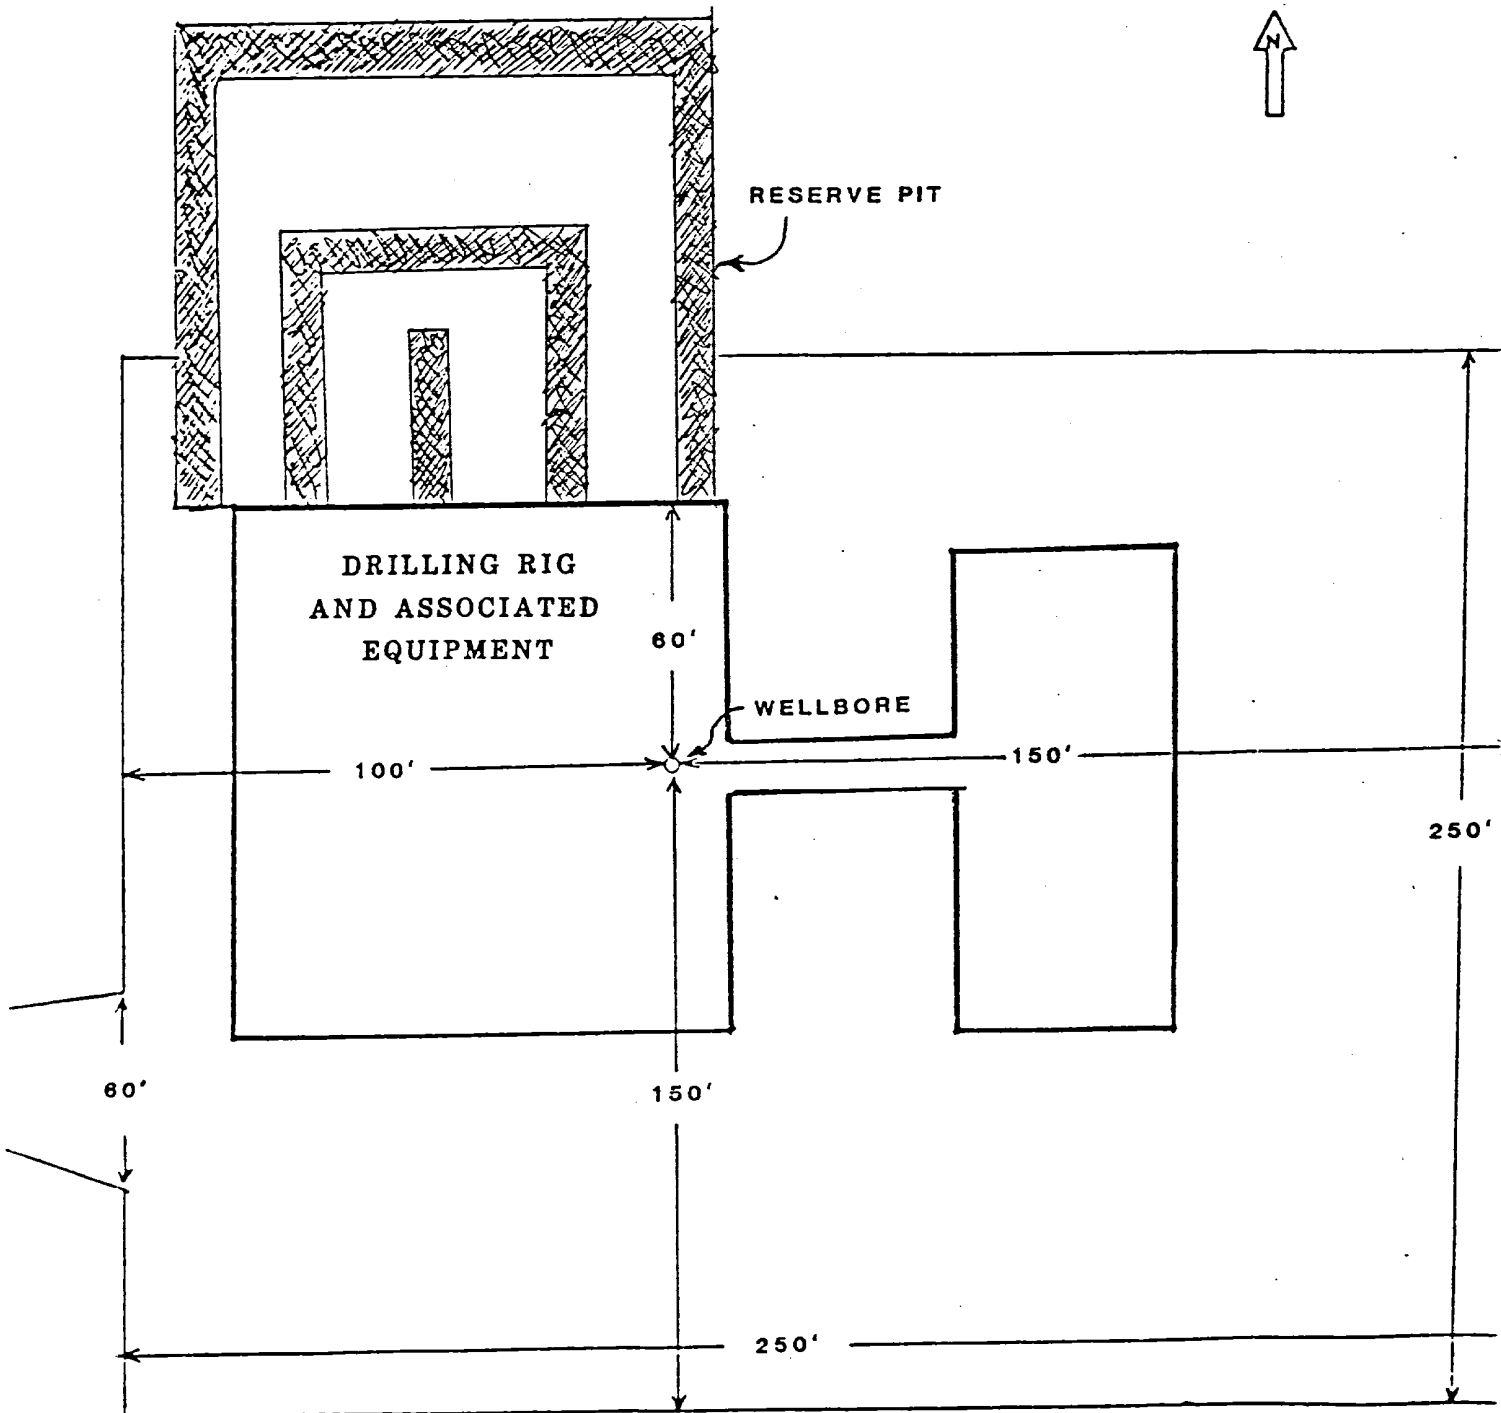 N
RESERVE PIT
DRILLING RIG
AND ASSOCIATED
EQUIPMENT
60'
WELLBORE
100'
150'
250'
60'
150'
250'